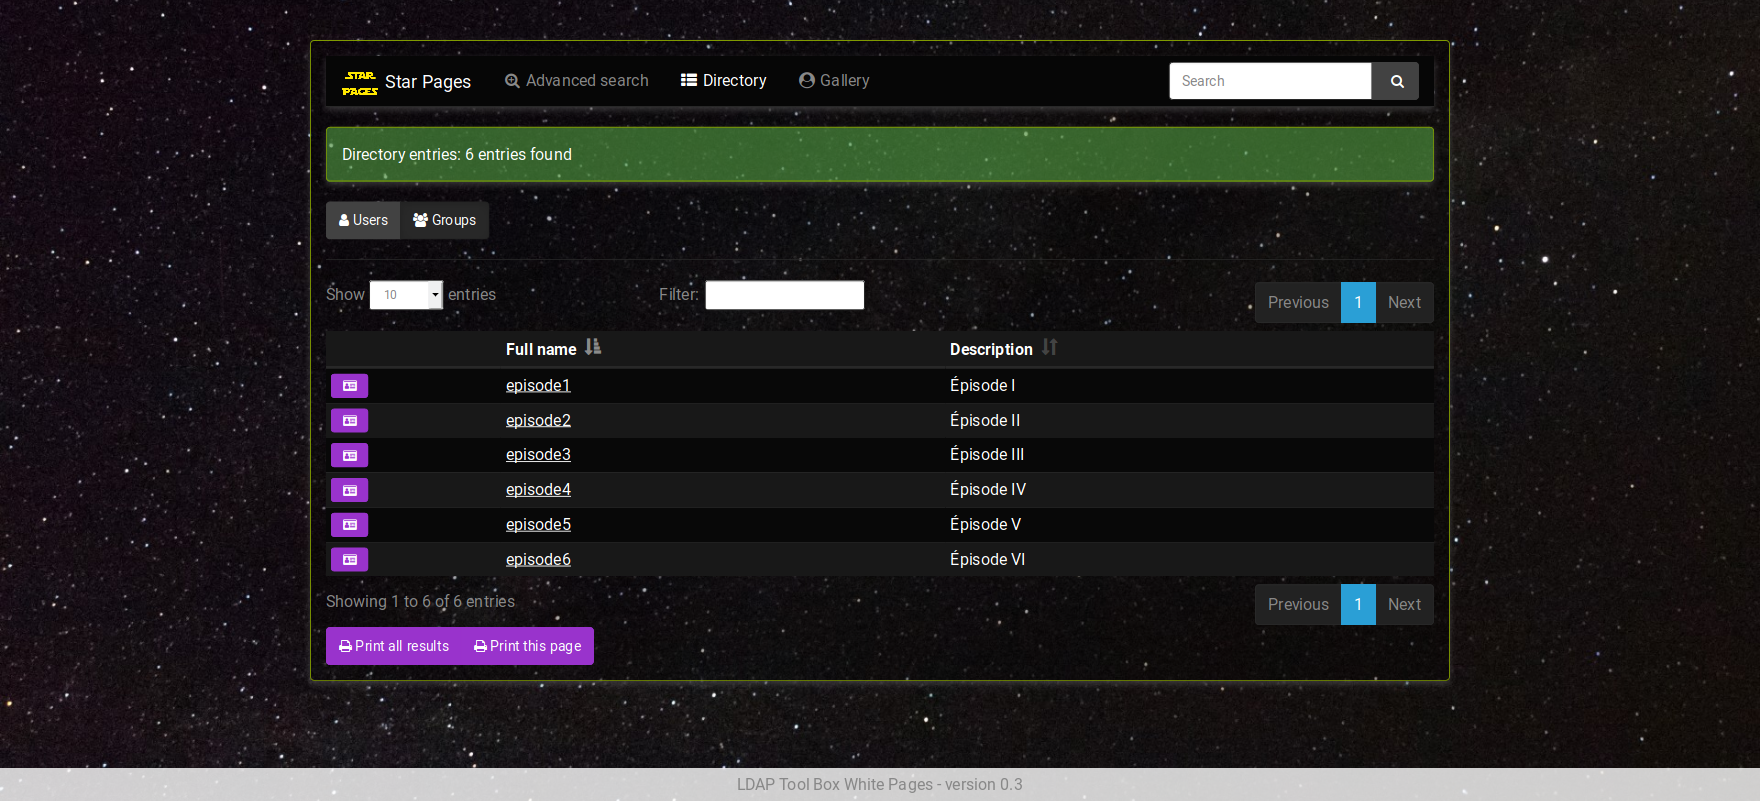 STAR PAGES Star Pages Advanced search Directory Gallery Search
Directory entries: 6 entries found
Users Groups
Show 10 entries Filter: Previous 1 Next
Full name Description
episode1 Épisode I
episode2 Épisode II
episode3 Épisode III
episode4 Épisode IV
episode5 Épisode V
episode6 Épisode VI
Showing 1 to 6 of 6 entries Previous 1 Next
Print all results Print this page
LDAP Tool Box White Pages - version 0.3